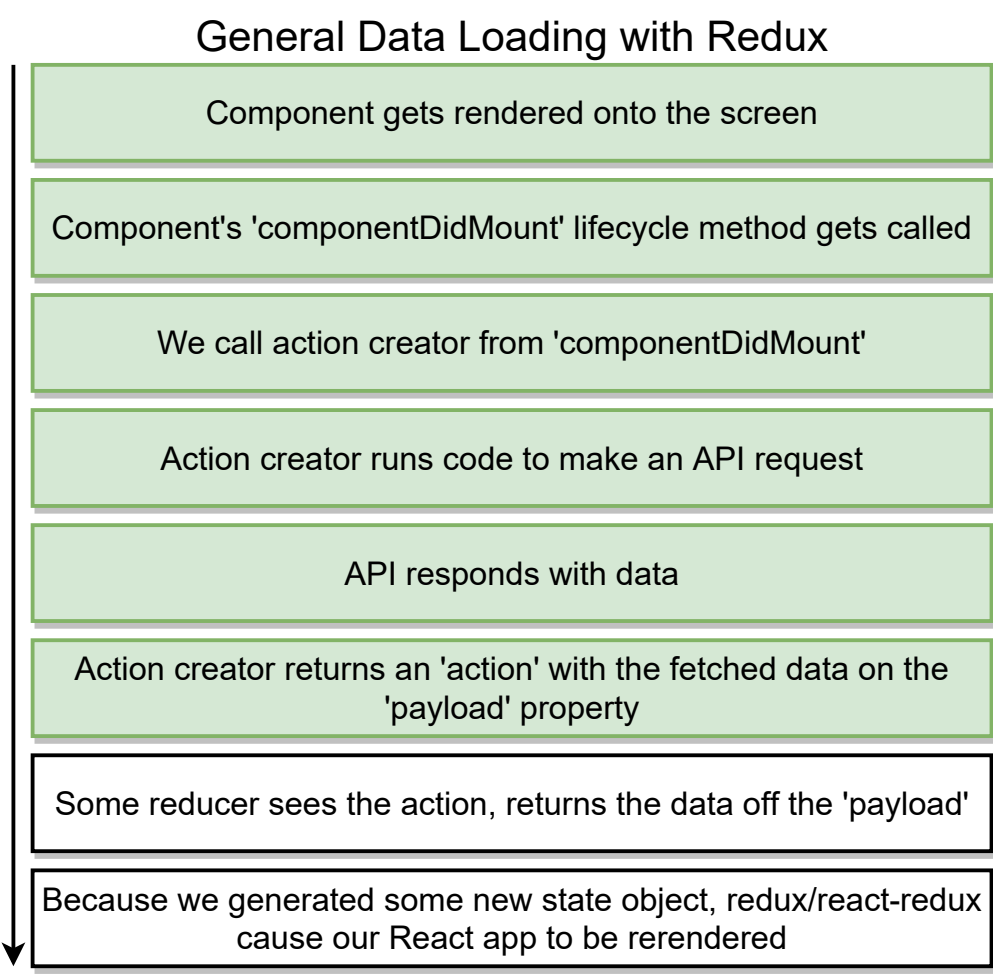 General Data Loading with Redux
Component gets rendered onto the screen
Component's 'componentDidMount' lifecycle method gets called
We call action creator from 'componentDidMount'
Action creator runs code to make an API request
API responds with data
Action creator returns an 'action' with the fetched data on the
'payload' property
Some reducer sees the action, returns the data off the 'payload'
Because we generated some new state object, redux/react-redux
cause our React app to be rerendered